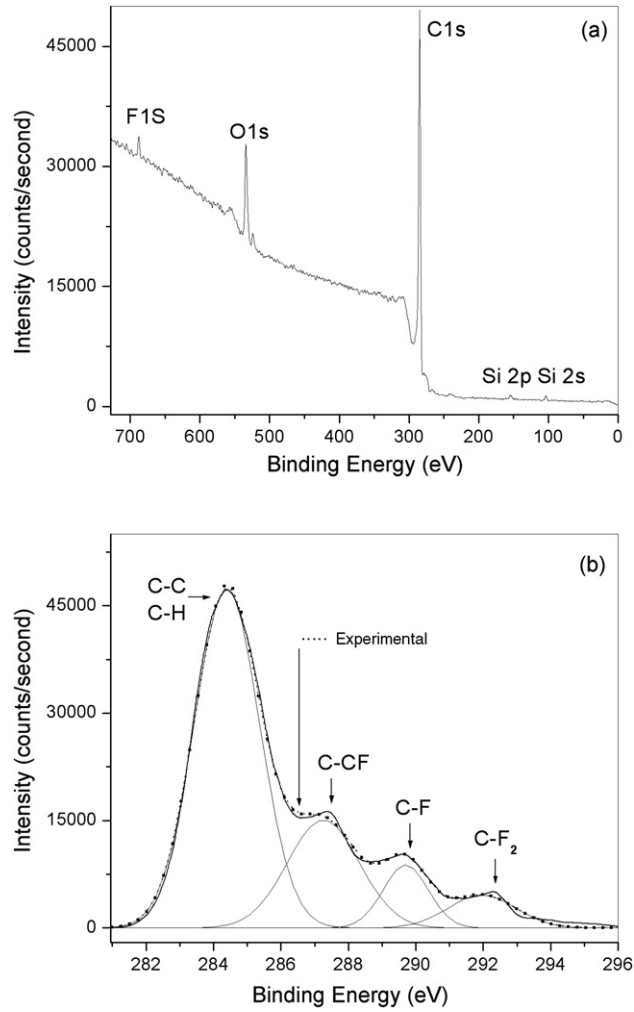 (a)
C1s
F1S
O1s
Si 2p Si 2s
45000
30000
15000
0
Intensity (counts/second)
700 600 500 400 300 200 100 0
Binding Energy (eV)
(b)
C-C
C-H
Experimental
C-CF
C-F
C-F₂
45000
30000
15000
0
Intensity (counts/second)
282 284 286 288 290 292 294 296
Binding Energy (eV)